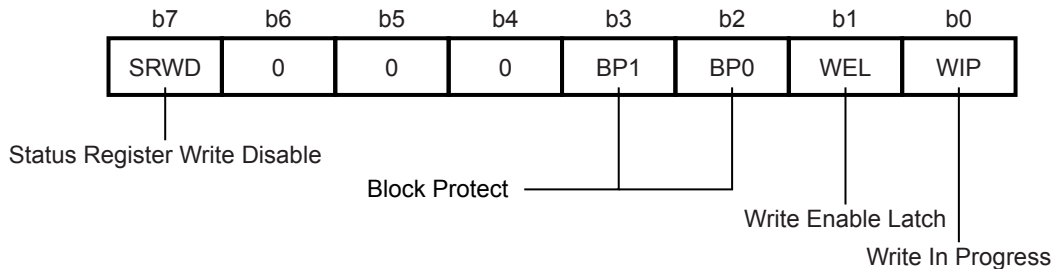 b7 b6 b5 b4 b3 b2 b1 b0
SRWD 0 0 0 BP1 BP0 WEL WIP
Status Register Write Disable
Block Protect
Write Enable Latch
Write In Progress